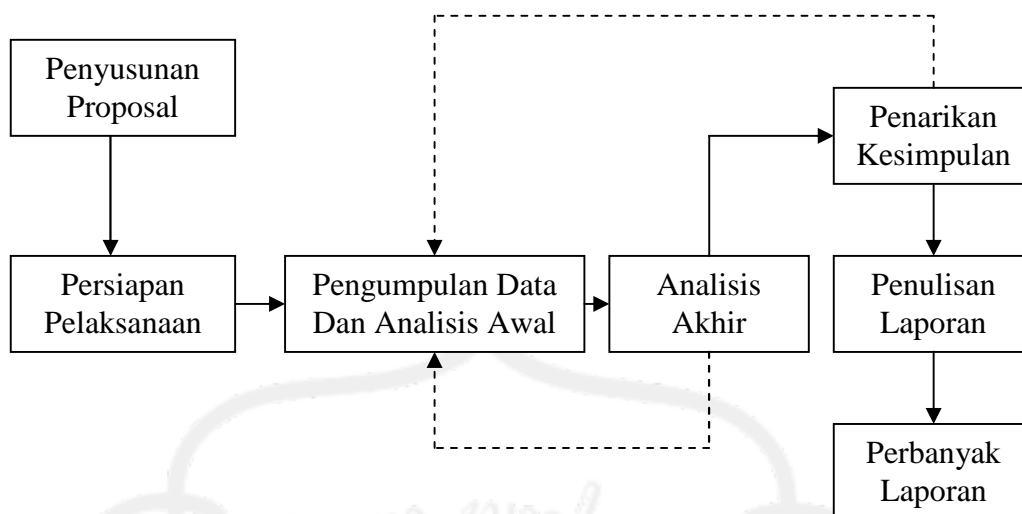 Penyusunan
Proposal
Penarikan
Kesimpulan
Persiapan
Pelaksanaan
Pengumpulan Data
Dan Analisis Awal
Analisis
Akhir
Penulisan
Laporan
Perbanyak
Laporan